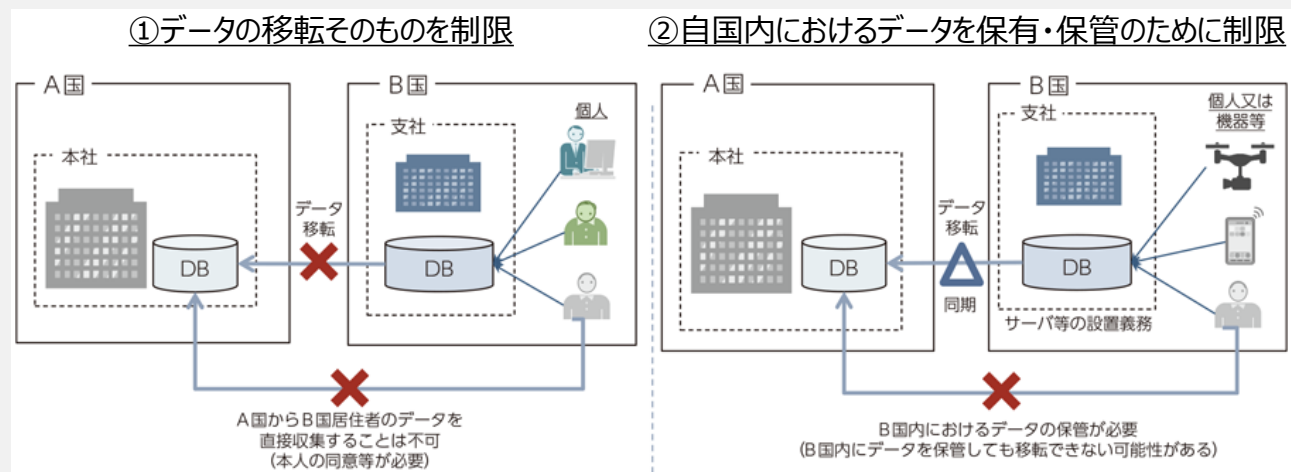 ①データの移転そのものを制限
A国
本社
DB
データ
移転
B国
支社
DB
個人
A国からB国居住者のデータを
直接収集することは不可
(本人の同意等が必要)
②自国内におけるデータを保有・保管のために制限
A国
本社
DB
データ
移転
同期
B国
支社
DB
サーバ等の設置義務
個人又は
機器等
B国内におけるデータの保管が必要
(B国内にデータを保管しても移転できない可能性がある)